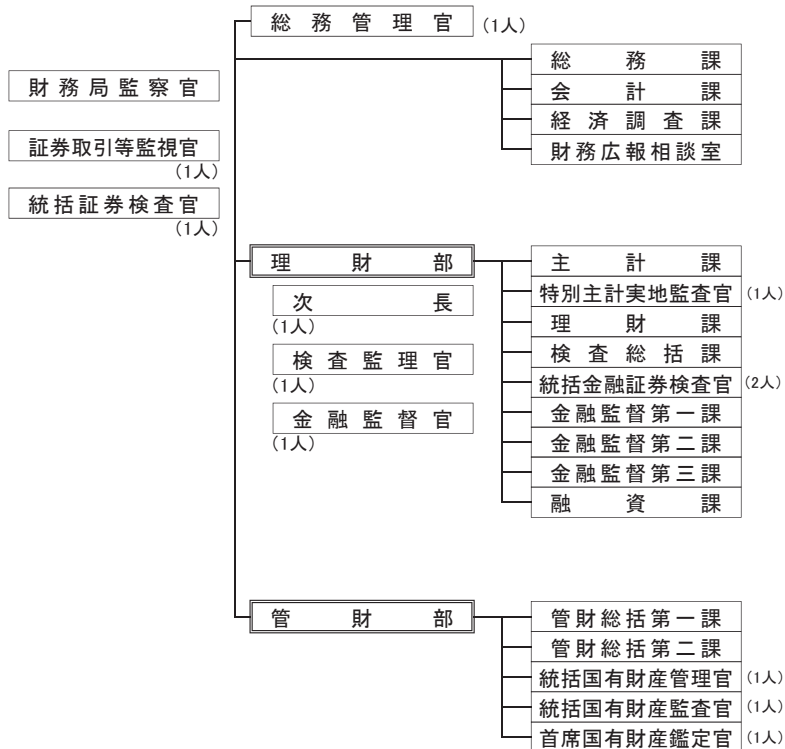 総務管理官 (1人)
総務課
会計課
経済調査課
財務広報相談室
財務局監察官
証券取引等監視官
(1人)
統括証券検査官
(1人)
理財部
次長
(1人)
検査監理官
(1人)
金融監督官
(1人)
主計課
特別主計実地監査官 (1人)
理財課
検査総括課
統括金融証券検査官 (2人)
金融監督第一課
金融監督第二課
金融監督第三課
融資課
管財部
管財総括第一課
管財総括第二課
統括国有財産管理官 (1人)
統括国有財産監査官 (1人)
首席国有財産鑑定官 (1人)